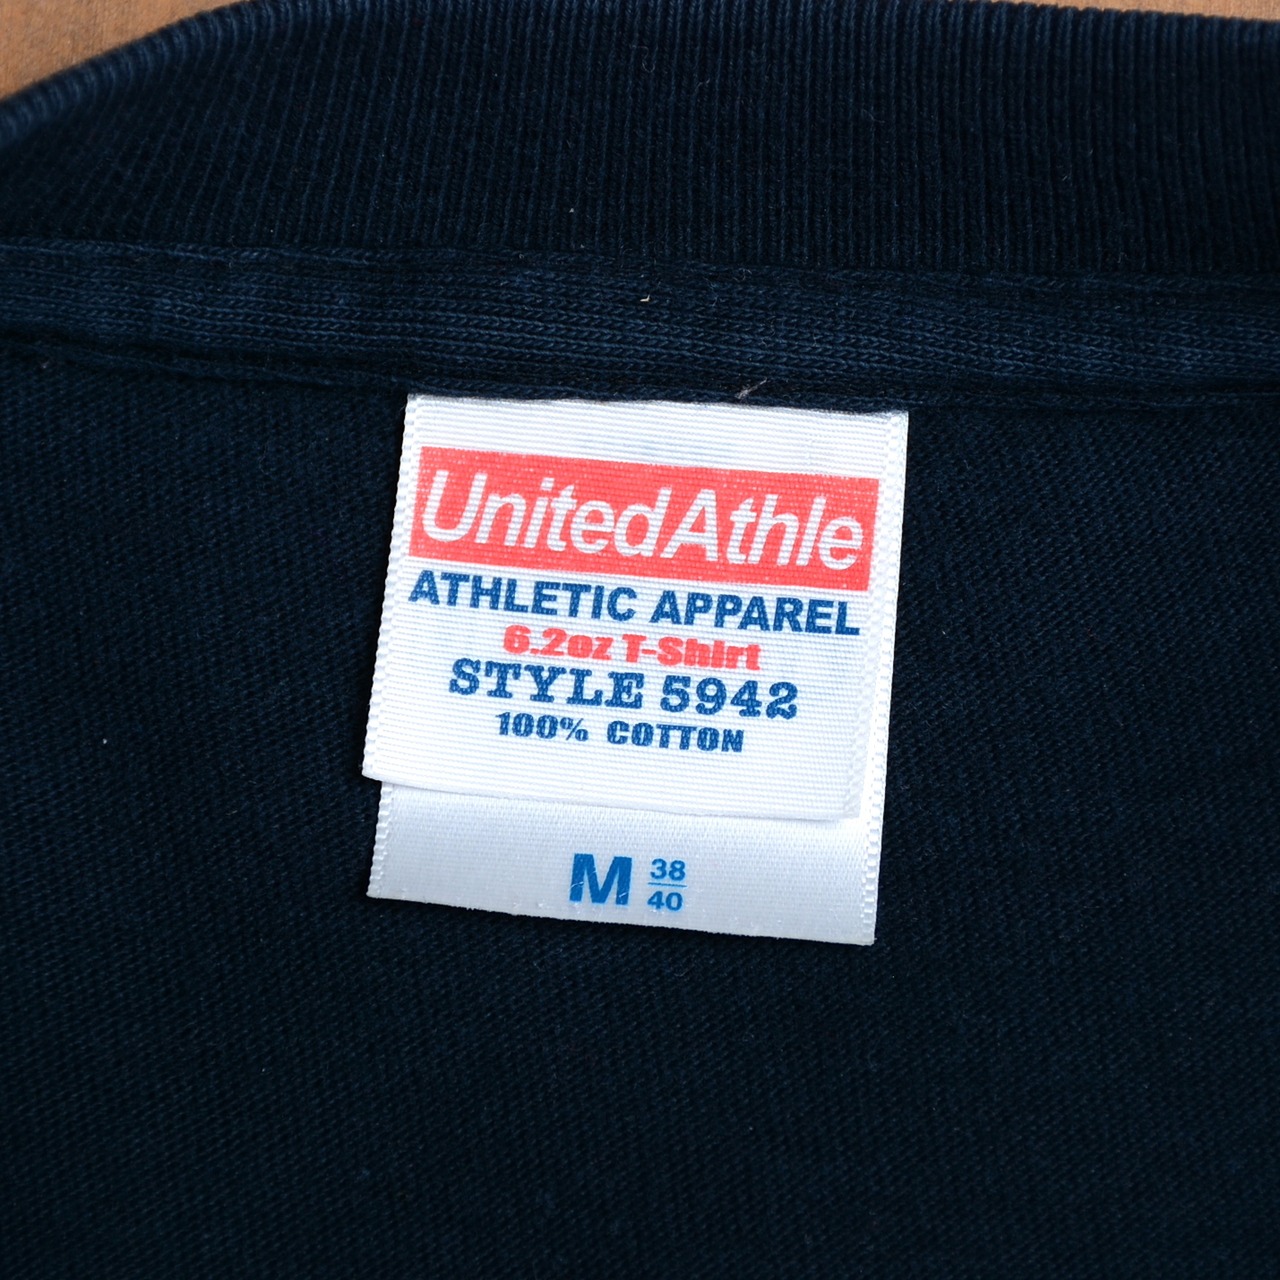 UnitedAthle
ATHLETIC APPAREL
6.2oz T-Shirt
STYLE 5942
100% COTTON
M 38
40